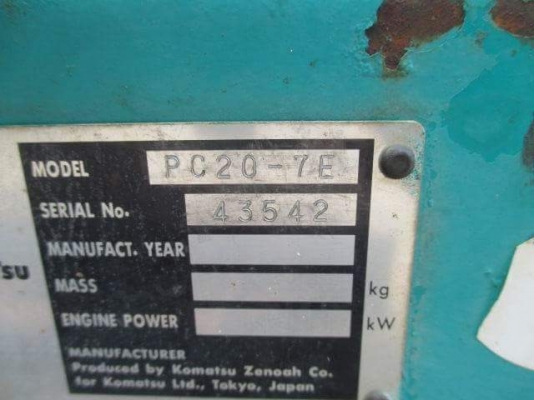 MODEL PC20-7E
SERIAL No. 43542
MANUFACT. YEAR
MASS kg
ENGINE POWER kW
MANUFACTURER
Produced by Komatsu Zenoah Co.
for Komatsu Ltd., Tokyo, Japan